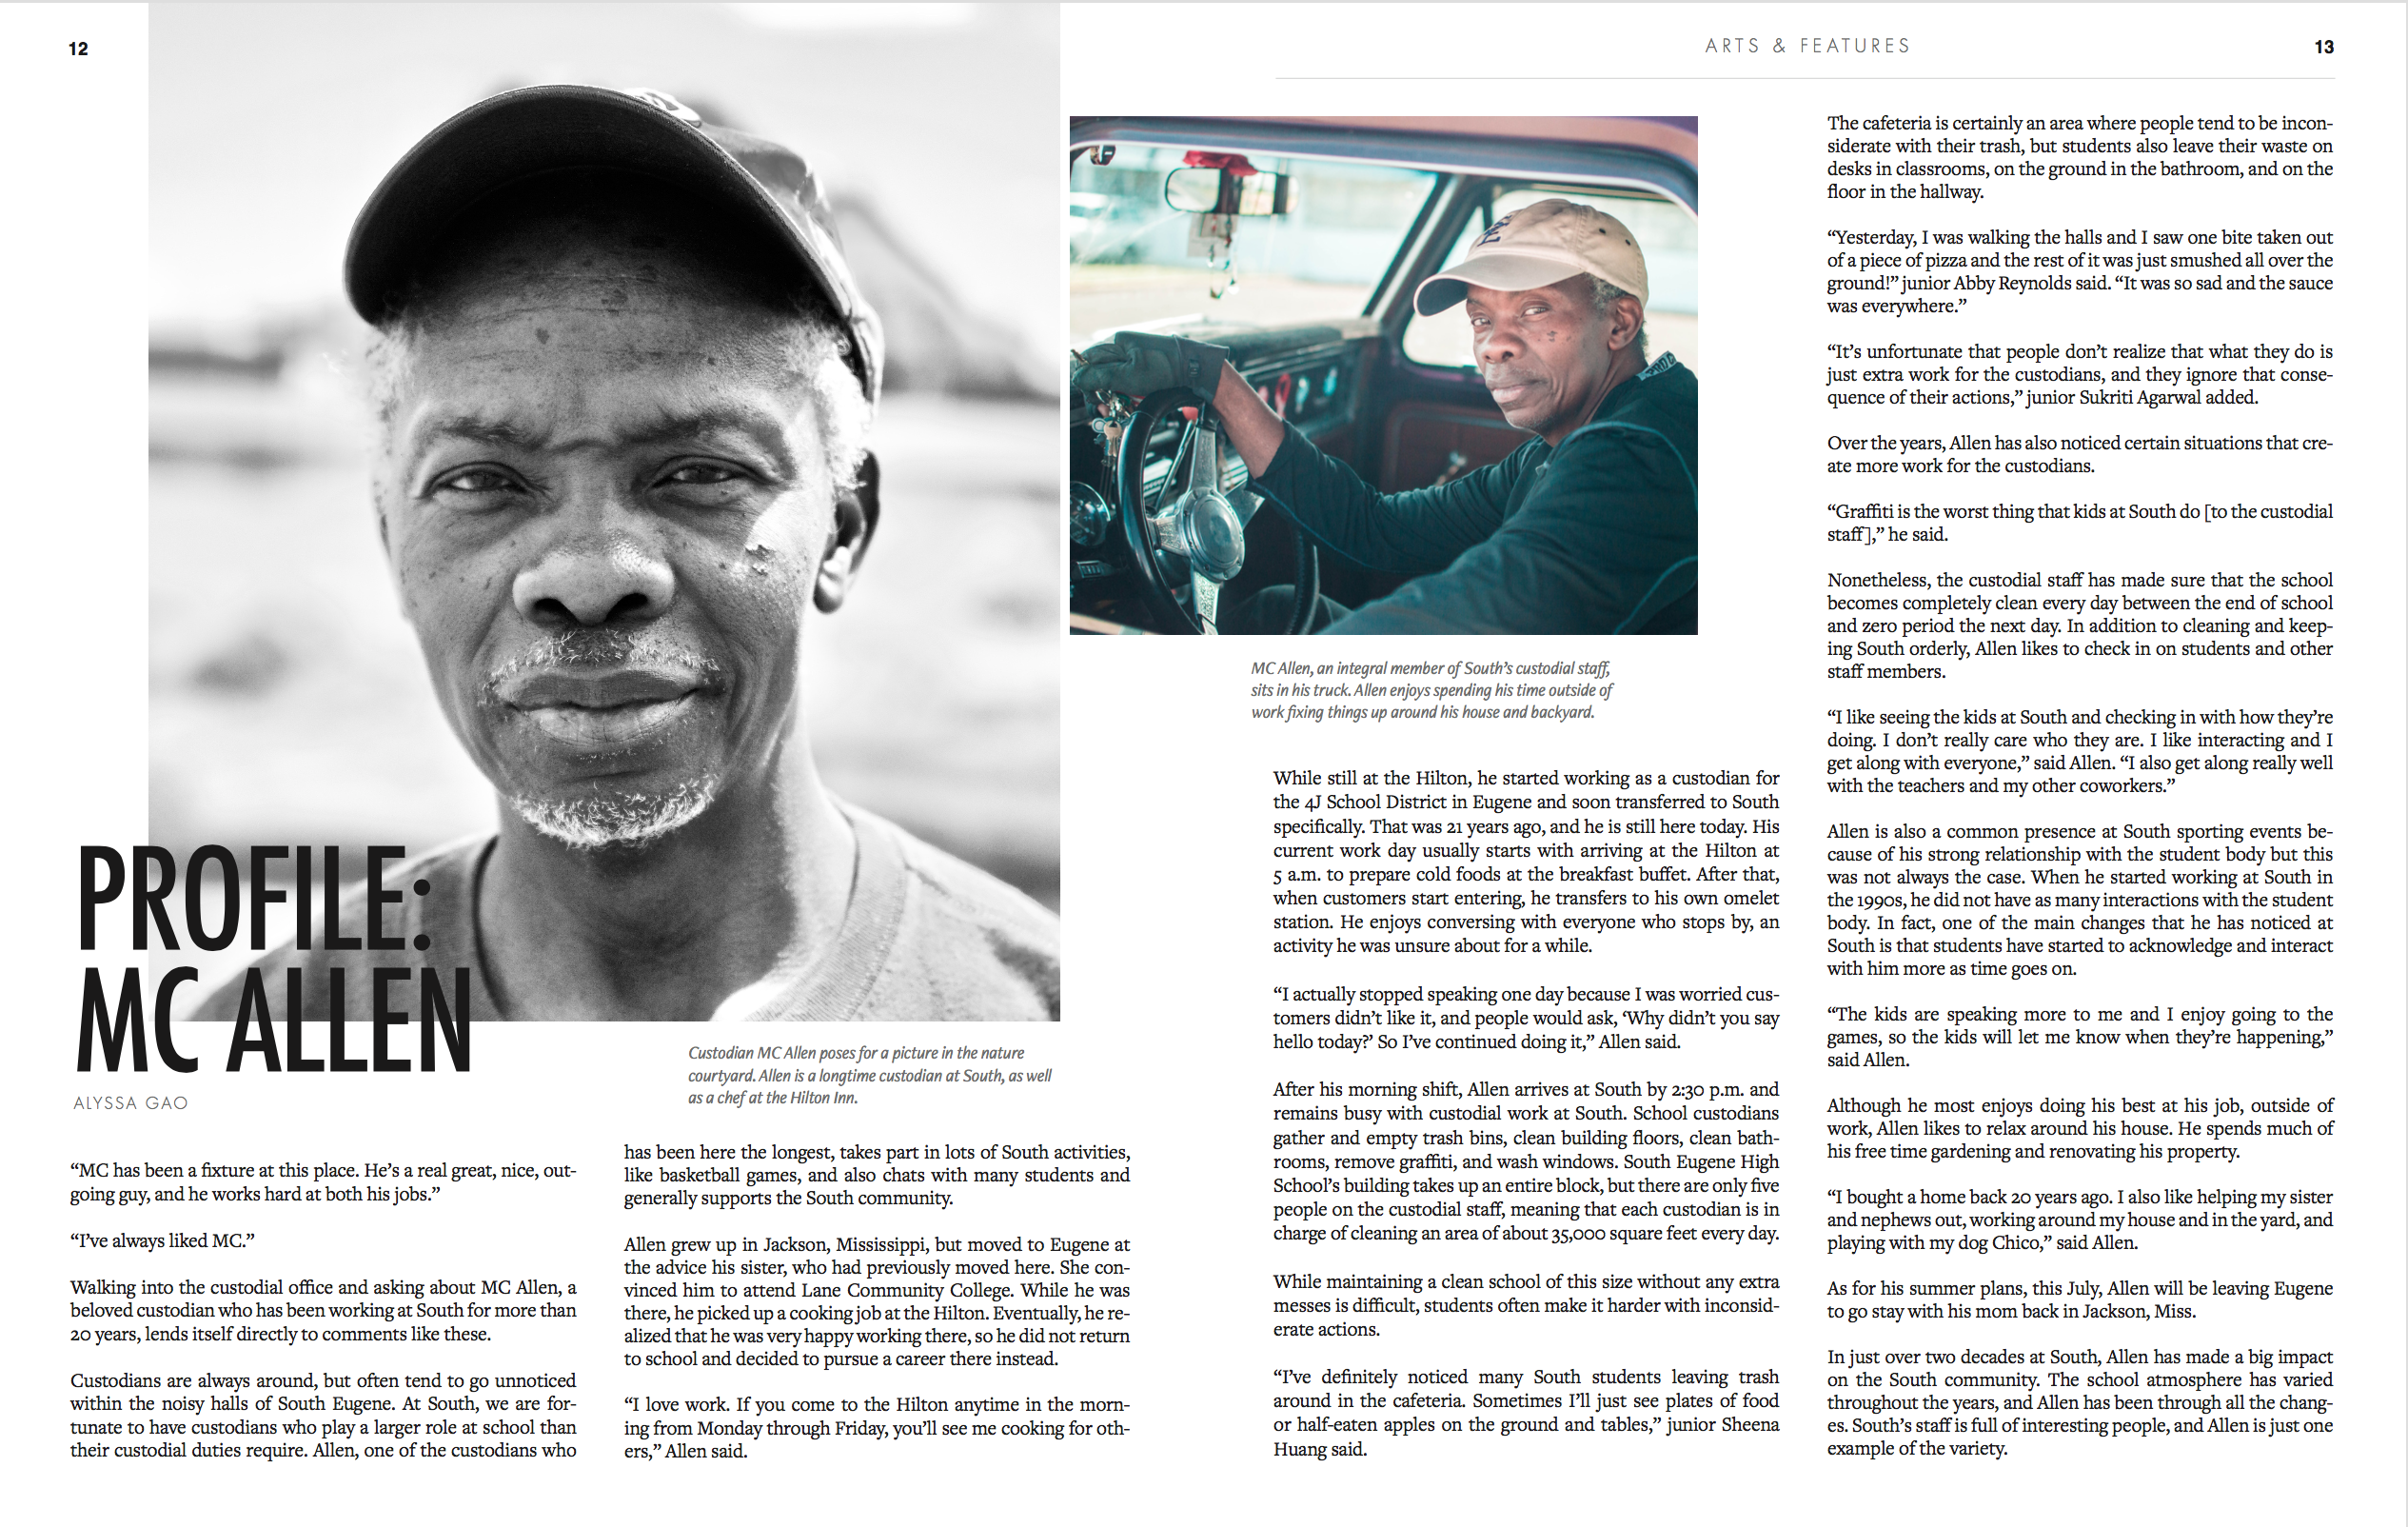 12
ARTS & FEATURES
13
PROFILE:
MC ALLEN
ALYSSA GAO
Custodian MC Allen poses for a picture in the nature
courtyard. Allen is a longtime custodian at South, as well
as a chef at the Hilton Inn.
“MC has been a fixture at this place. He’s a real great, nice, out-
going guy, and he works hard at both his jobs.”
“I’ve always liked MC.”
Walking into the custodial office and asking about MC Allen, a
beloved custodian who has been working at South for more than
20 years, lends itself directly to comments like these.
Custodians are always around, but often tend to go unnoticed
within the noisy halls of South Eugene. At South, we are for-
tunate to have custodians who play a larger role at school than
their custodial duties require. Allen, one of the custodians who
has been here the longest, takes part in lots of South activities,
like basketball games, and also chats with many students and
generally supports the South community.
Allen grew up in Jackson, Mississippi, but moved to Eugene at
the advice his sister, who had previously moved here. She con-
vinced him to attend Lane Community College. While he was
there, he picked up a cooking job at the Hilton. Eventually, he re-
alized that he was very happy working there, so he did not return
to school and decided to pursue a career there instead.
“I love work. If you come to the Hilton anytime in the morn-
ing from Monday through Friday, you’ll see me cooking for oth-
ers,” Allen said.
MC Allen, an integral member of South’s custodial staff,
sits in his truck. Allen enjoys spending his time outside of
work fixing things up around his house and backyard.
While still at the Hilton, he started working as a custodian for
the 4J School District in Eugene and soon transferred to South
specifically. That was 21 years ago, and he is still here today. His
current work day usually starts with arriving at the Hilton at
5 a.m. to prepare cold foods at the breakfast buffet. After that,
when customers start entering, he transfers to his own omelet
station. He enjoys conversing with everyone who stops by, an
activity he was unsure about for a while.
“I actually stopped speaking one day because I was worried cus-
tomers didn’t like it, and people would ask, ‘Why didn’t you say
hello today?’ So I’ve continued doing it,” Allen said.
After his morning shift, Allen arrives at South by 2:30 p.m. and
remains busy with custodial work at South. School custodians
gather and empty trash bins, clean building floors, clean bath-
rooms, remove graffiti, and wash windows. South Eugene High
School’s building takes up an entire block, but there are only five
people on the custodial staff, meaning that each custodian is in
charge of cleaning an area of about 35,000 square feet every day.
While maintaining a clean school of this size without any extra
messes is difficult, students often make it harder with inconsid-
erate actions.
“I’ve definitely noticed many South students leaving trash
around in the cafeteria. Sometimes I’ll just see plates of food
or half-eaten apples on the ground and tables,” junior Sheena
Huang said.
The cafeteria is certainly an area where people tend to be incon-
siderate with their trash, but students also leave their waste on
desks in classrooms, on the ground in the bathroom, and on the
floor in the hallway.
“Yesterday, I was walking the halls and I saw one bite taken out
of a piece of pizza and the rest of it was just smushed all over the
ground!” junior Abby Reynolds said. “It was so sad and the sauce
was everywhere.”
“It’s unfortunate that people don’t realize that what they do is
just extra work for the custodians, and they ignore that conse-
quence of their actions,” junior Sukriti Agarwal added.
Over the years, Allen has also noticed certain situations that cre-
ate more work for the custodians.
“Graffiti is the worst thing that kids at South do [to the custodial
staff],” he said.
Nonetheless, the custodial staff has made sure that the school
becomes completely clean every day between the end of school
and zero period the next day. In addition to cleaning and keep-
ing South orderly, Allen likes to check in on students and other
staff members.
“I like seeing the kids at South and checking in with how they’re
doing. I don’t really care who they are. I like interacting and I
get along with everyone,” said Allen. “I also get along really well
with the teachers and my other coworkers.”
Allen is also a common presence at South sporting events be-
cause of his strong relationship with the student body but this
was not always the case. When he started working at South in
the 1990s, he did not have as many interactions with the student
body. In fact, one of the main changes that he has noticed at
South is that students have started to acknowledge and interact
with him more as time goes on.
“The kids are speaking more to me and I enjoy going to the
games, so the kids will let me know when they’re happening,”
said Allen.
Although he most enjoys doing his best at his job, outside of
work, Allen likes to relax around his house. He spends much of
his free time gardening and renovating his property.
“I bought a home back 20 years ago. I also like helping my sister
and nephews out, working around my house and in the yard, and
playing with my dog Chico,” said Allen.
As for his summer plans, this July, Allen will be leaving Eugene
to go stay with his mom back in Jackson, Miss.
In just over two decades at South, Allen has made a big impact
on the South community. The school atmosphere has varied
throughout the years, and Allen has been through all the chang-
es. South’s staff is full of interesting people, and Allen is just one
example of the variety.